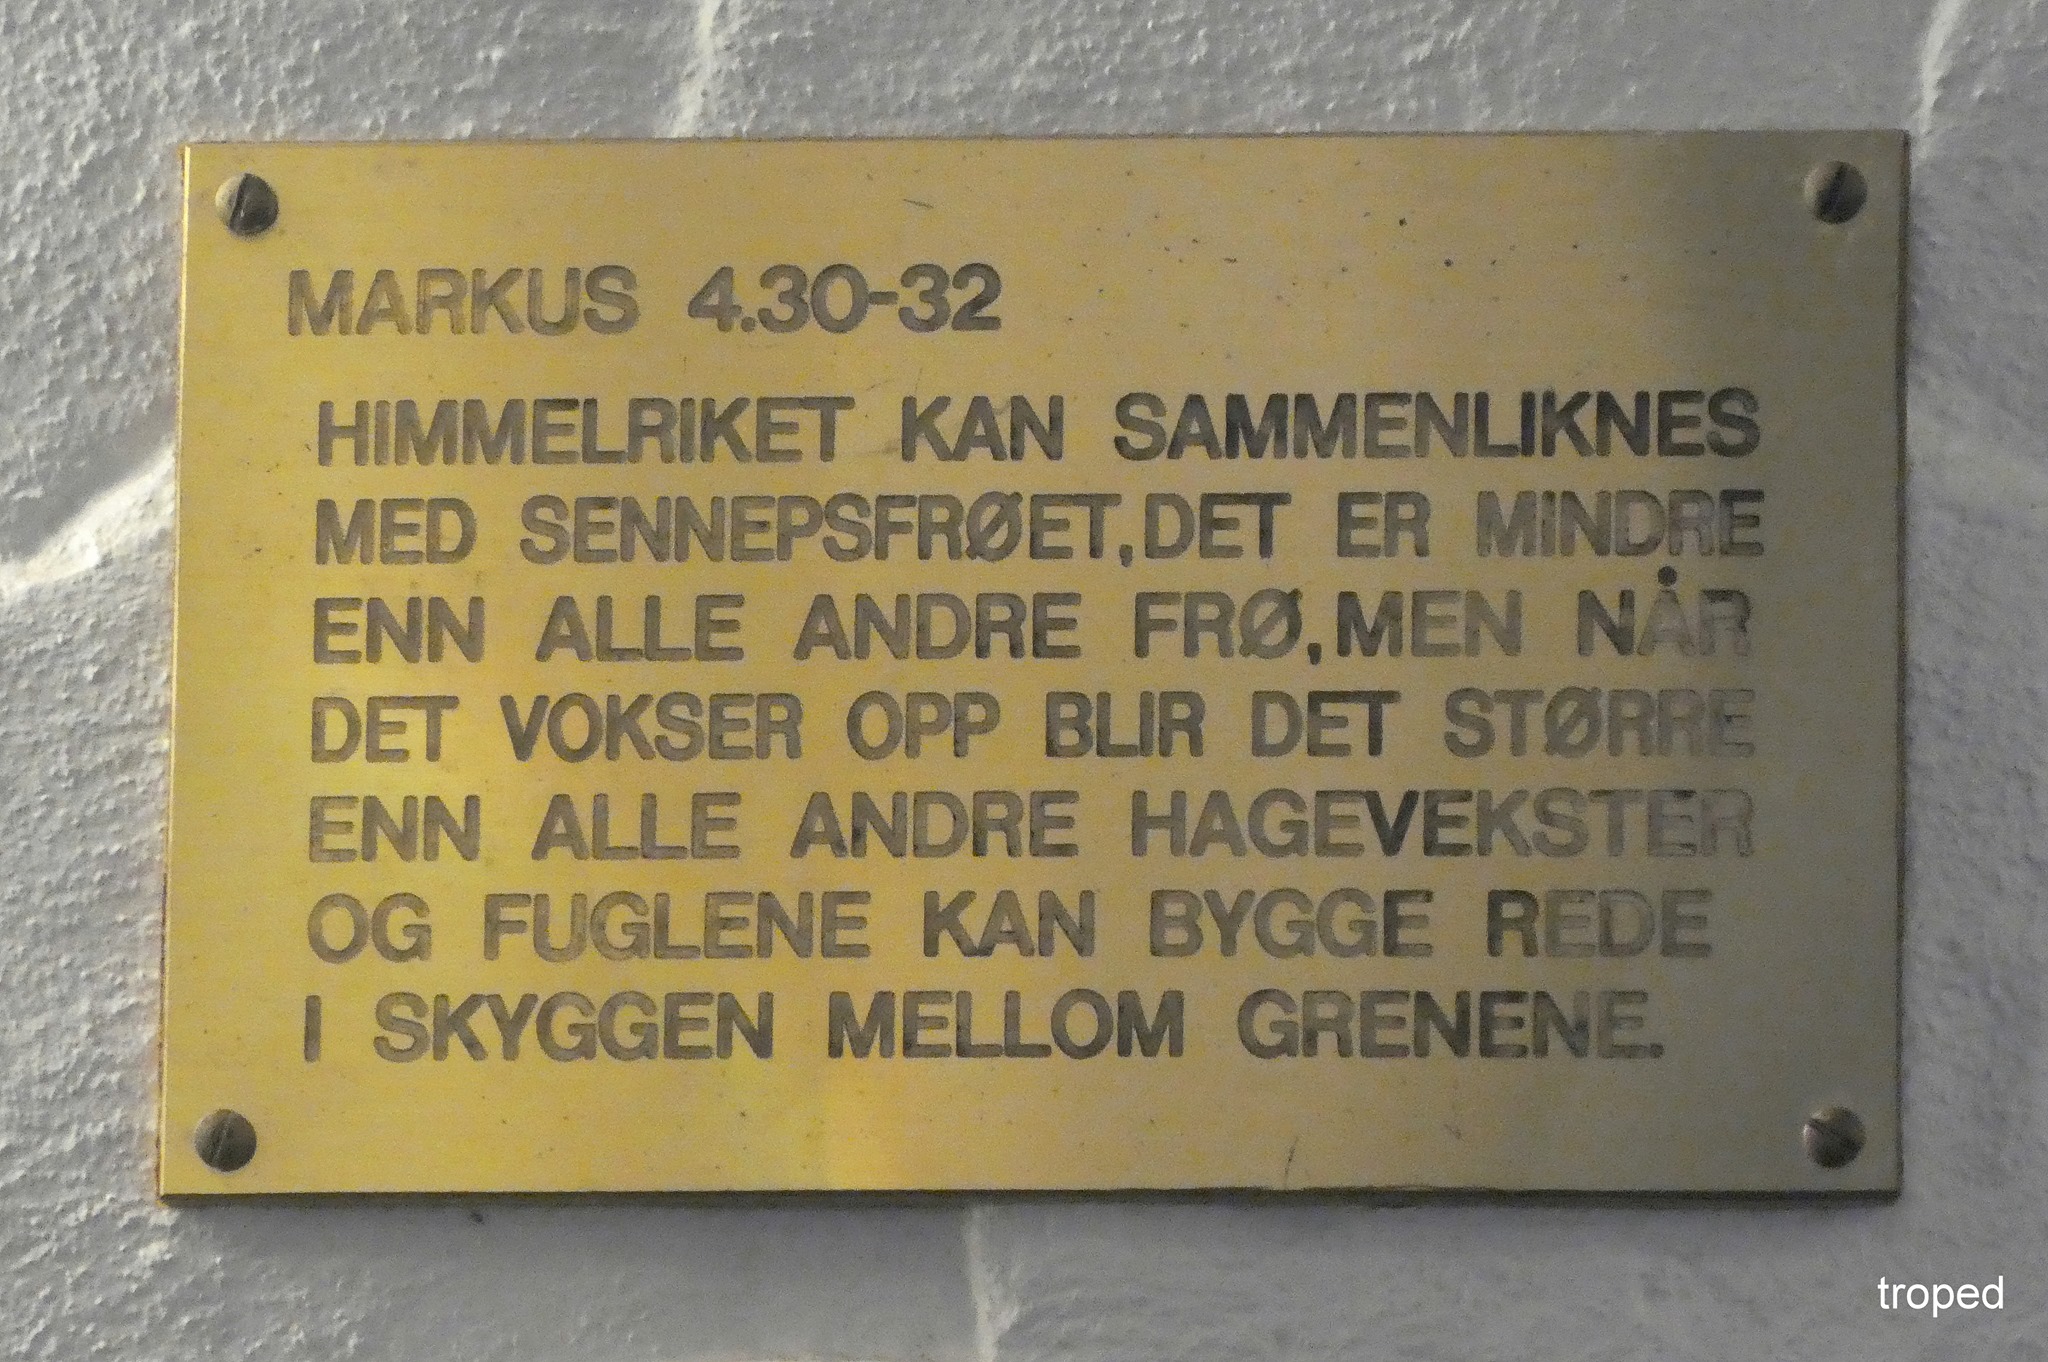 MARKUS 4.30-32
HIMMELRIKET KAN SAMMENLIKNES
MED SENNEPSFRØET, DET ER MINDRE
ENN ALLE ANDRE FRØ, MEN NÅR
DET VOKSER OPP BLIR DET STØRRE
ENN ALLE ANDRE HAGEVEKSTER
OG FUGLENE KAN BYGGE REDE
I SKYGGEN MELLOM GRENENE.
troped